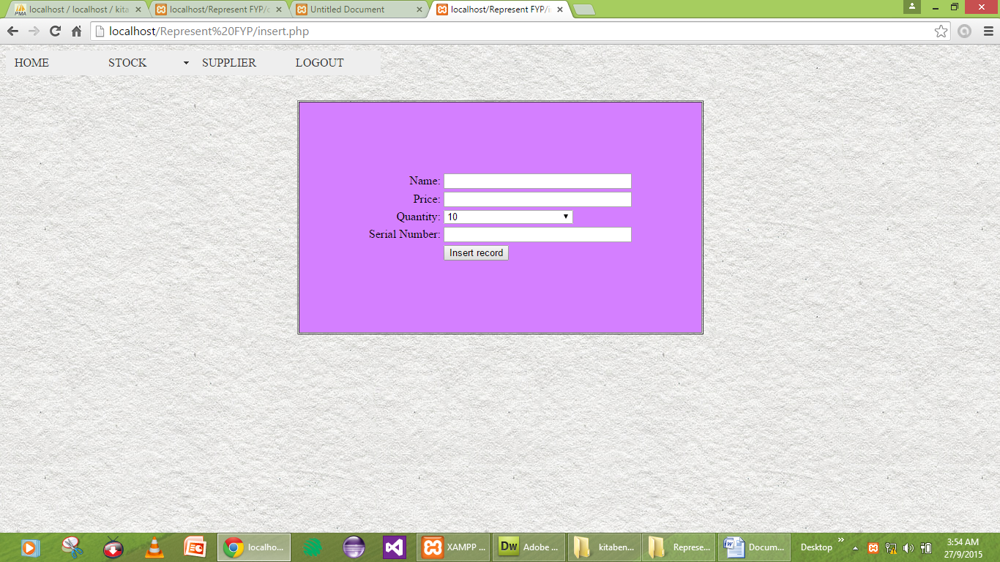 localhost / localhost / kita
localhost/Represent FYP/
Untitled Document
localhost/Represent FYP/i
localhost/Represent%20FYP/insert.php
HOME STOCK SUPPLIER LOGOUT
Name:
Price:
Quantity: 10
Serial Number:
Insert record
localho... XAMPP ... Dw Adobe ... kitaben... Represe... Docum... Desktop »
3:54 AM
27/9/2015